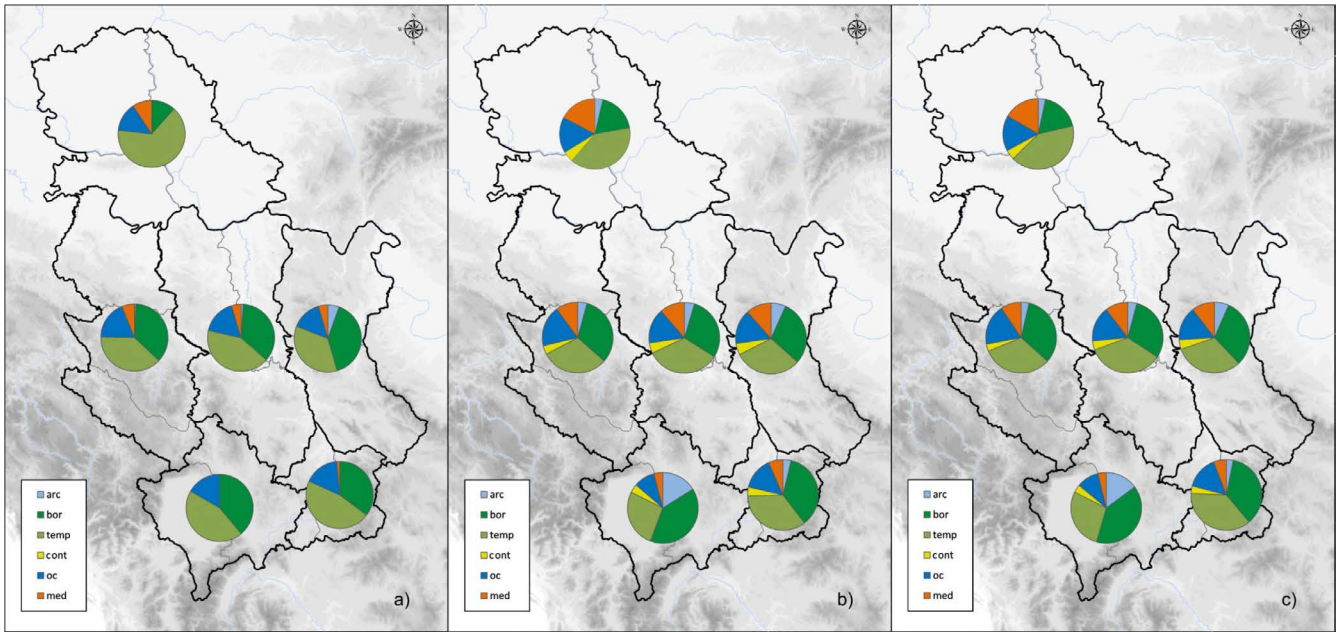 N
W E
S
arc
bor
temp
cont
oc
med
a)
N
W E
S
arc
bor
temp
cont
oc
med
b)
N
W E
S
arc
bor
temp
cont
oc
med
c)